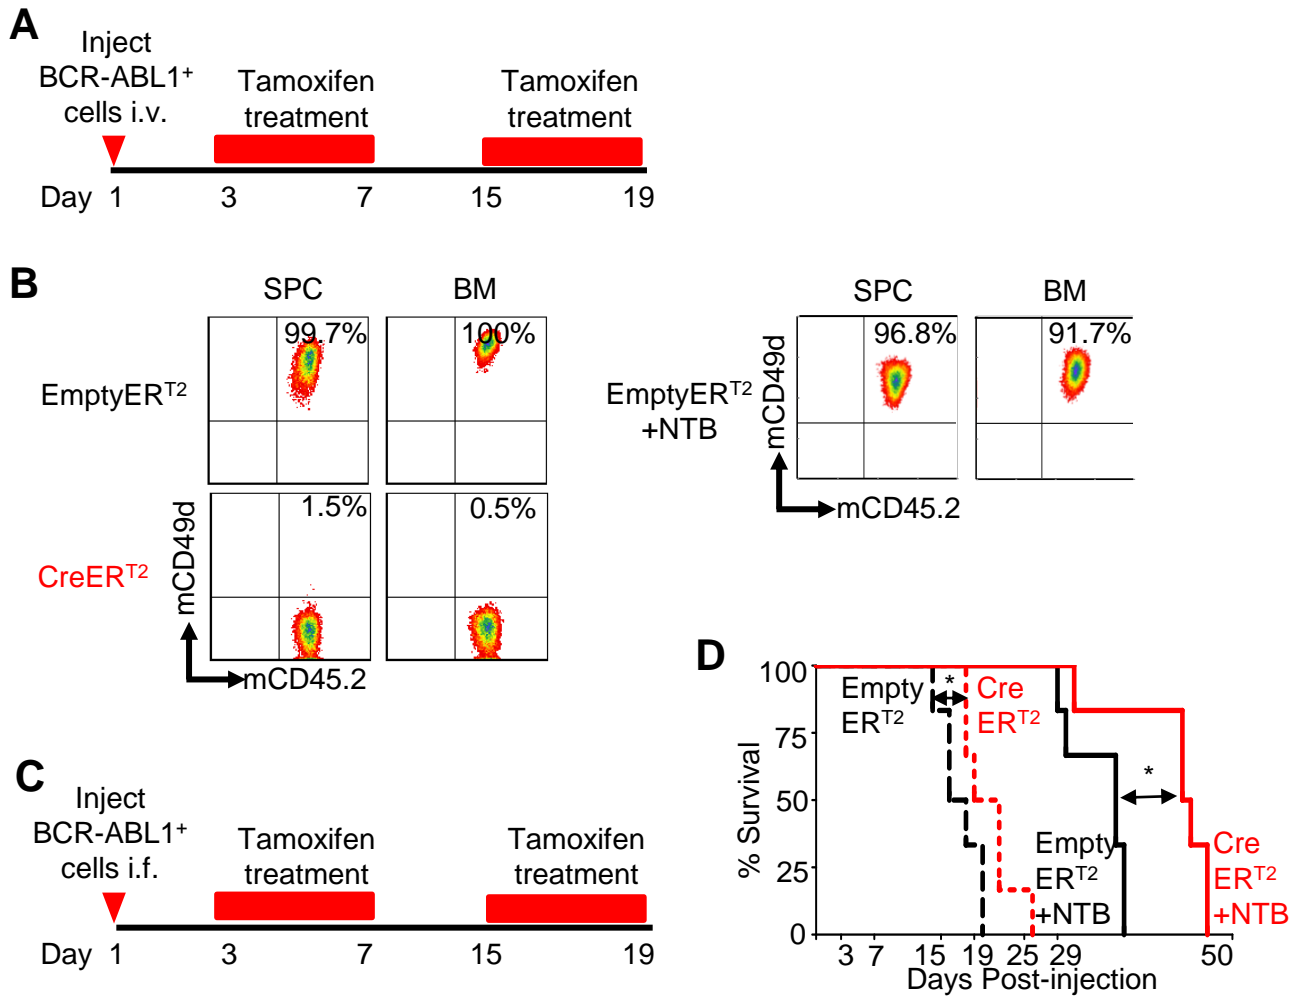 A
Inject
BCR-ABL1+
cells i.v.
Tamoxifen
treatment
Tamoxifen
treatment
Day 1 3 7 15 19
B
SPC BM
99.7% 100%
EmptyERT2
1.5% 0.5%
CreERT2
mCD49d
mCD45.2
SPC BM
96.8% 91.7%
EmptyERT2
+NTB
mCD49d
mCD45.2
C
Inject
BCR-ABL1+
cells i.f.
Tamoxifen
treatment
Tamoxifen
treatment
Day 1 3 7 15 19
D
% Survival
100
75
50
25
0
Empty
ERT2
*
Cre
ERT2
*
Empty
ERT2
+NTB
Cre
ERT2
+NTB
3 7 15 19 25 29 50
Days Post-injection